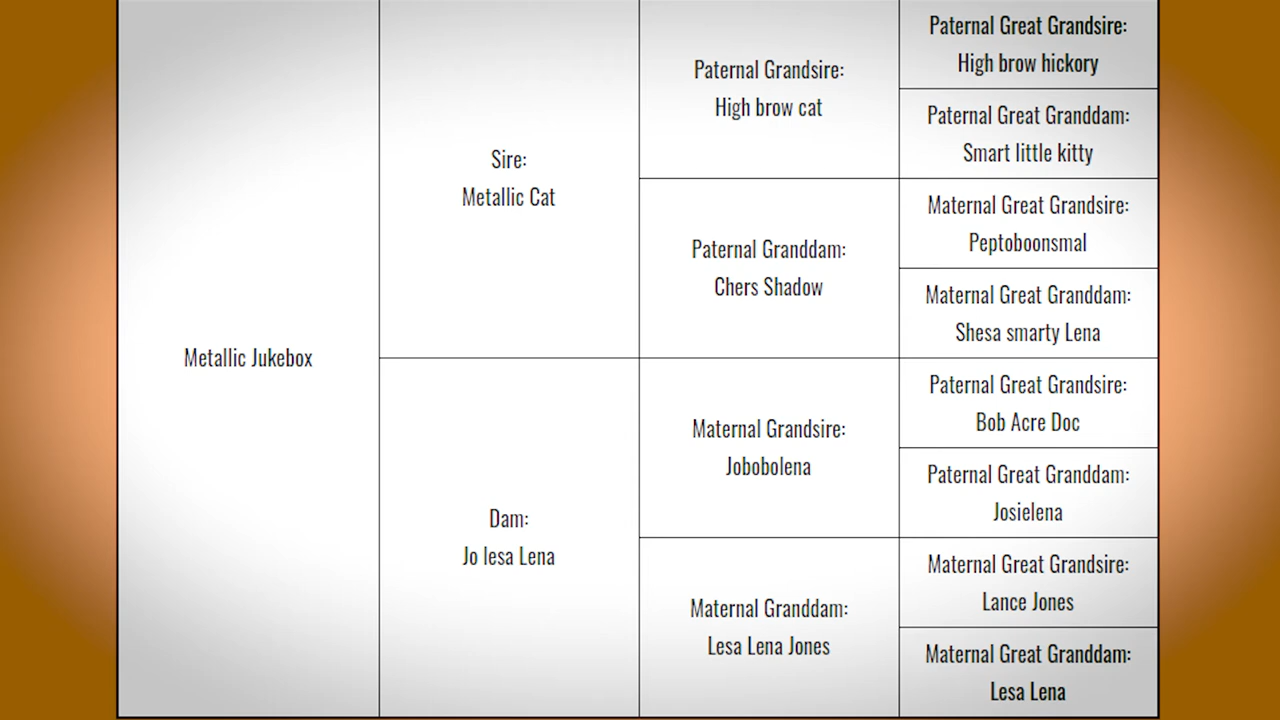 Metallic Jukebox
Sire:
Metallic Cat
Dam:
Jo lesa Lena
Paternal Grandsire:
High brow cat
Paternal Granddam:
Chers Shadow
Maternal Grandsire:
Jobobolena
Maternal Granddam:
Lesa Lena Jones
Paternal Great Grandsire:
High brow hickory
Paternal Great Granddam:
Smart little kitty
Maternal Great Grandsire:
Peptoboonsmal
Maternal Great Granddam:
Shesa smarty Lena
Paternal Great Grandsire:
Bob Acre Doc
Paternal Great Granddam:
Josielena
Maternal Great Grandsire:
Lance Jones
Maternal Great Granddam:
Lesa Lena